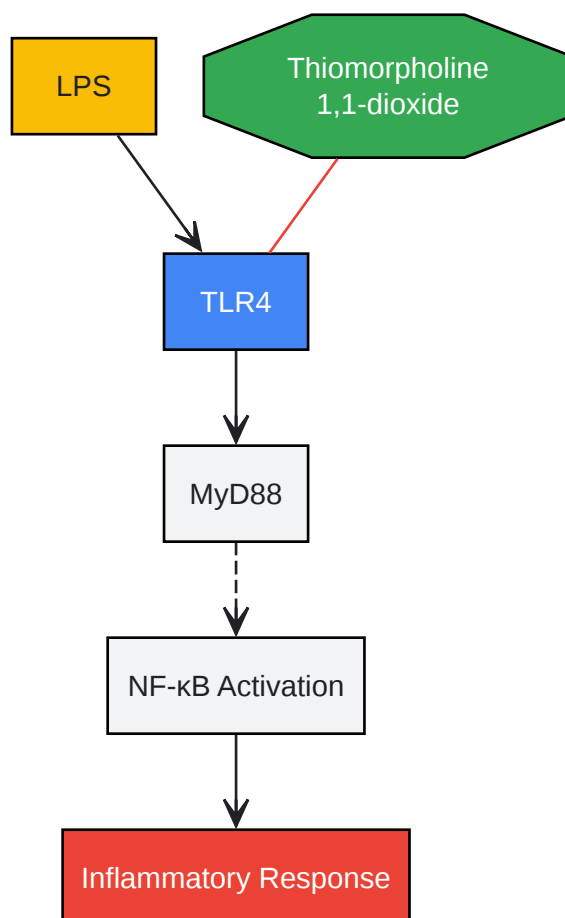 LPS
Thiomorpholine
1,1-dioxide
TLR4
MyD88
NF-κB Activation
Inflammatory Response